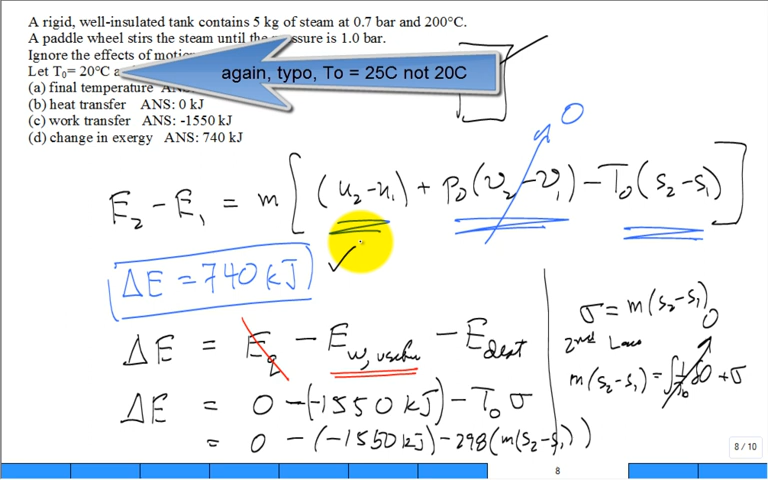 A rigid, well-insulated tank contains 5 kg of steam at 0.7 bar and 200°C.
A paddle wheel stirs the steam until the pressure is 1.0 bar.
Ignore the effects of motion
Let T₀= 20°C a
again, typo, To = 25C not 20C
(a) final temperature
(b) heat transfer ANS: 0 kJ
(c) work transfer ANS: -1550 kJ
(d) change in exergy ANS: 740 kJ
0
E₂ - E₁ = m [ (u₂-u₁) + p₀(v₂-v₁) - T₀(s₂-s₁) ]
ΔE = 740 kJ ✓
σ = m(s₂-s₁)
0
ΔE = E_q - E_w, useful - E_dest
2nd Law
m(s₂-s₁) = ∫ + σ
ΔE = 0 - (-1550 kJ) - T₀ σ
= 0 - (-1550 kJ) - 298(m(s₂-s₁))
8 / 10
8